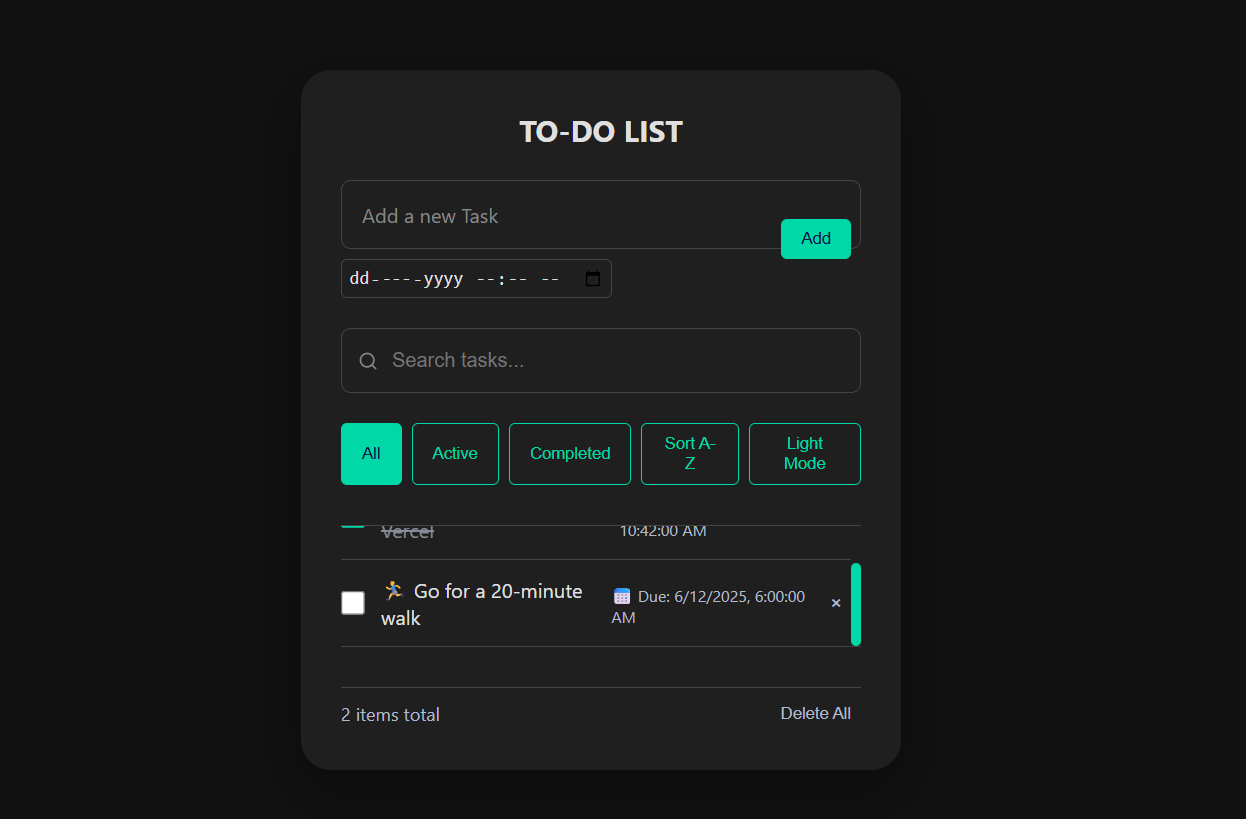 TO-DO LIST
Add a new Task
Add
dd-----yyyy --:-- --
Search tasks...
All
Active
Completed
Sort A-
Z
Light
Mode
Vercel
10:42:00 AM
🏃 Go for a 20-minute
walk
🗓️ Due: 6/12/2025, 6:00:00
AM
×
2 items total
Delete All